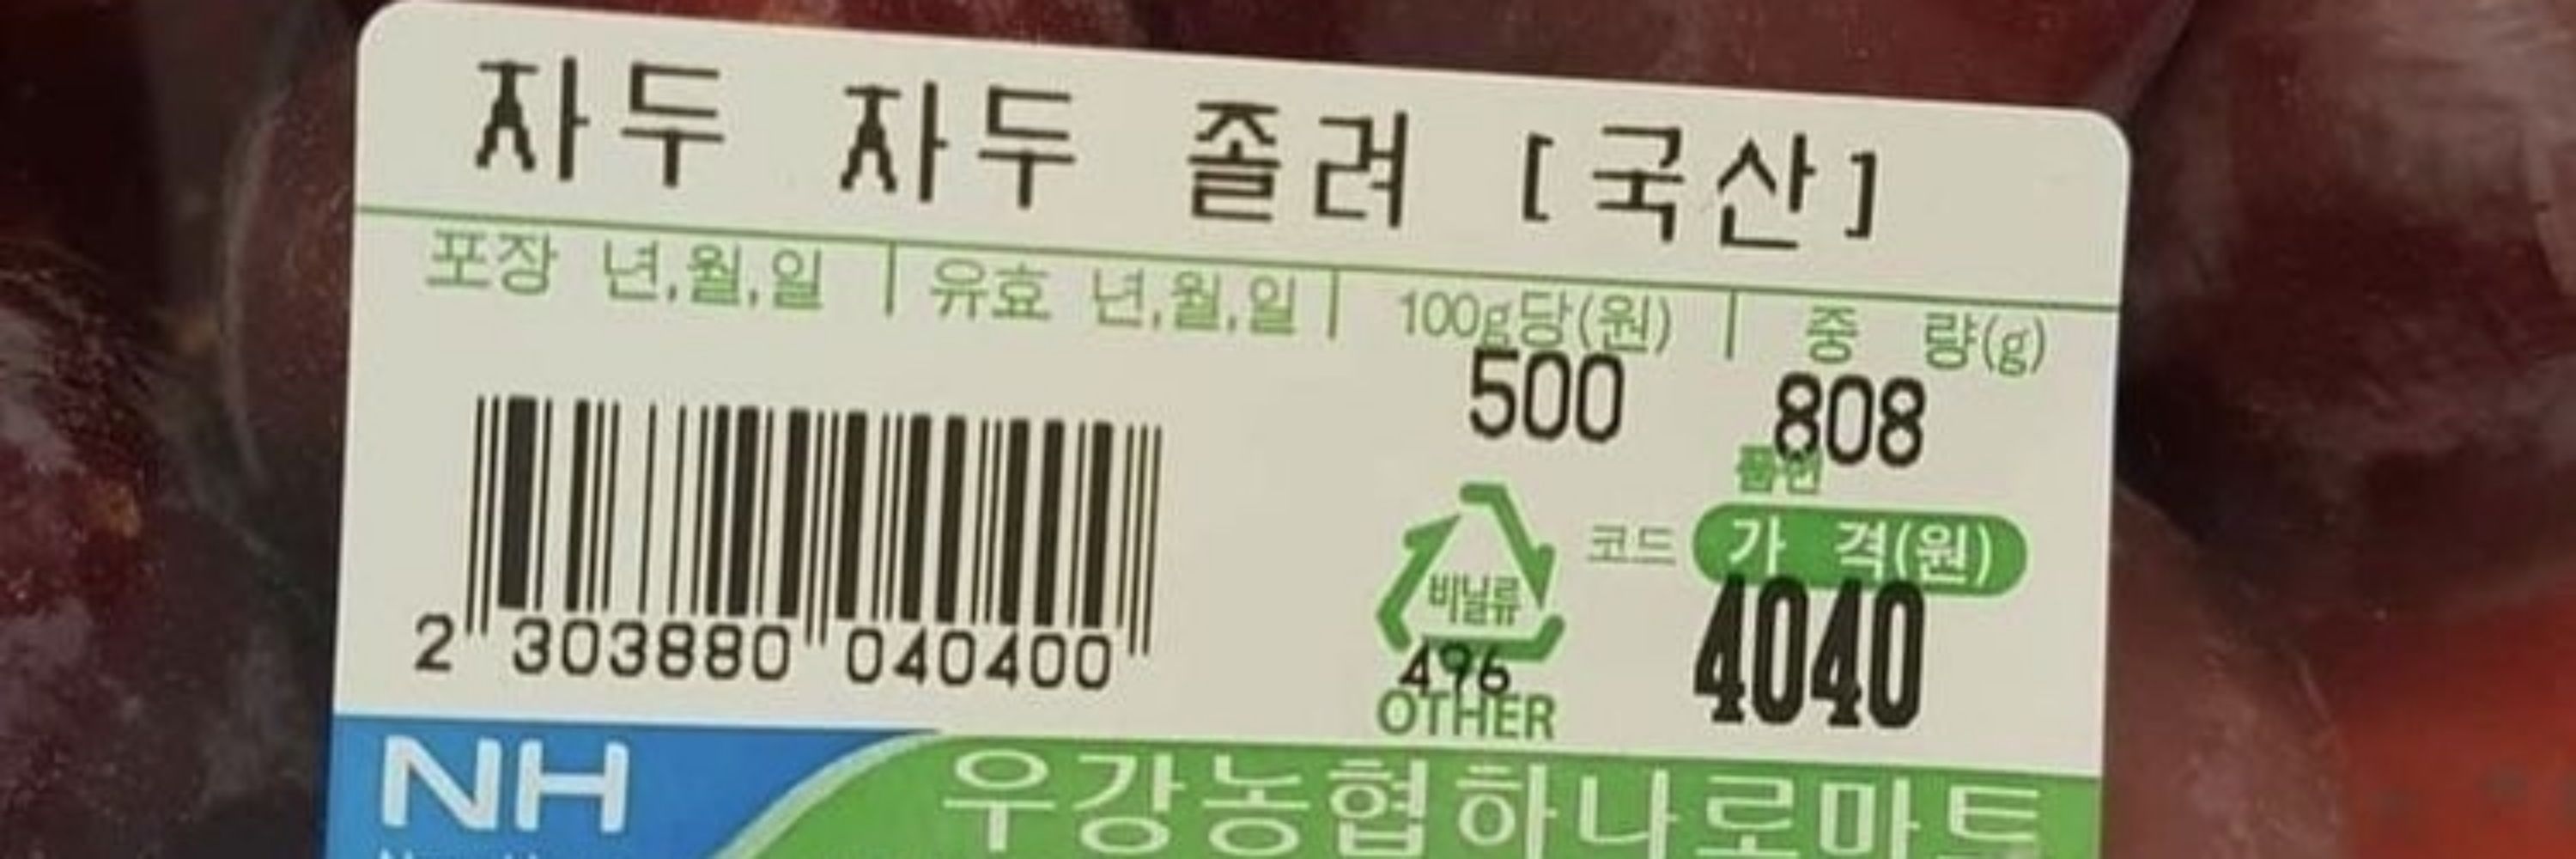 자두 자두 졸려 [국산]
포장 년,월,일 유효 년,월,일 100g당(원) 중 량(g)
500 808
코드 가 격(원)
비닐류
4040
2 303880 040400
496
OTHER
NH
우강농협하나로마트